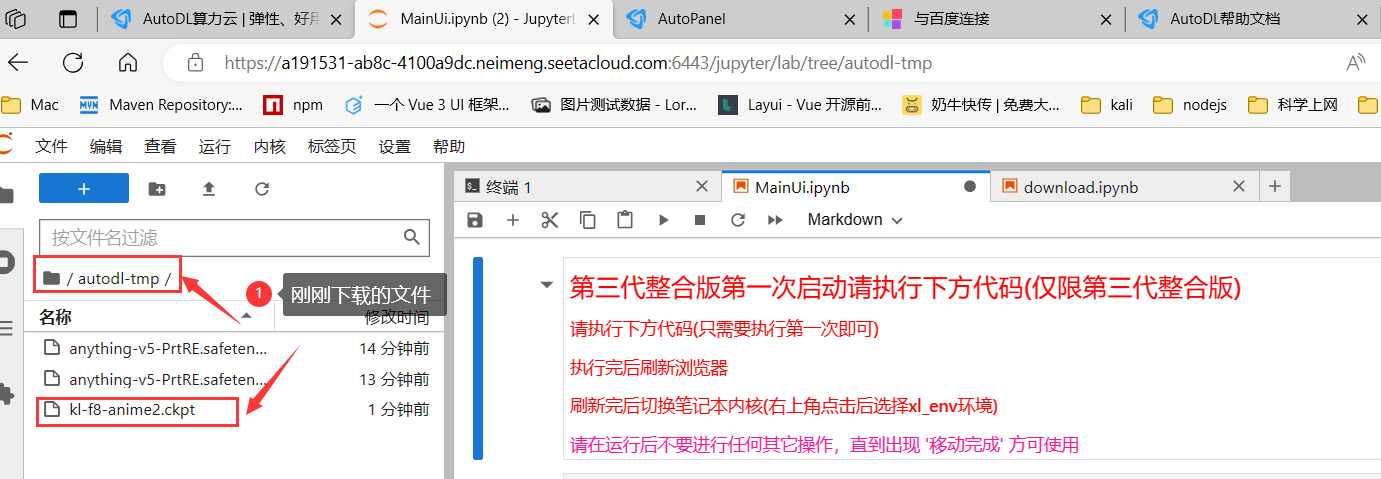 AutoDL算力云 | 弹性、好用
MainUi.ipynb (2) - JupyterL
AutoPanel
与百度连接
AutoDL帮助文档
https://a191531-ab8c-4100a9dc.neimeng.seetacloud.com:6443/jupyter/lab/tree/autodl-tmp
Mac
Maven Repository:...
npm
一个 Vue 3 UI 框架...
图片测试数据 - Lor...
Layui - Vue 开源前...
奶牛快传 | 免费大...
kali
nodejs
科学上网
文件 编辑 查看 运行 内核 标签页 设置 帮助
终端 1
MainUi.ipynb
download.ipynb
Markdown
按文件名过滤
/ autodl-tmp /
1 刚刚下载的文件
名称 修改时间
anything-v5-PrtRE.safeten... 14 分钟前
anything-v5-PrtRE.safeten... 13 分钟前
kl-f8-anime2.ckpt 1 分钟前
第三代整合版第一次启动请执行下方代码(仅限第三代整合版)
请执行下方代码(只需要执行第一次即可)
执行完后刷新浏览器
刷新完后切换笔记本内核(右上角点击后选择xl_env环境)
请在运行后不要进行任何其它操作，直到出现 '移动完成' 方可使用